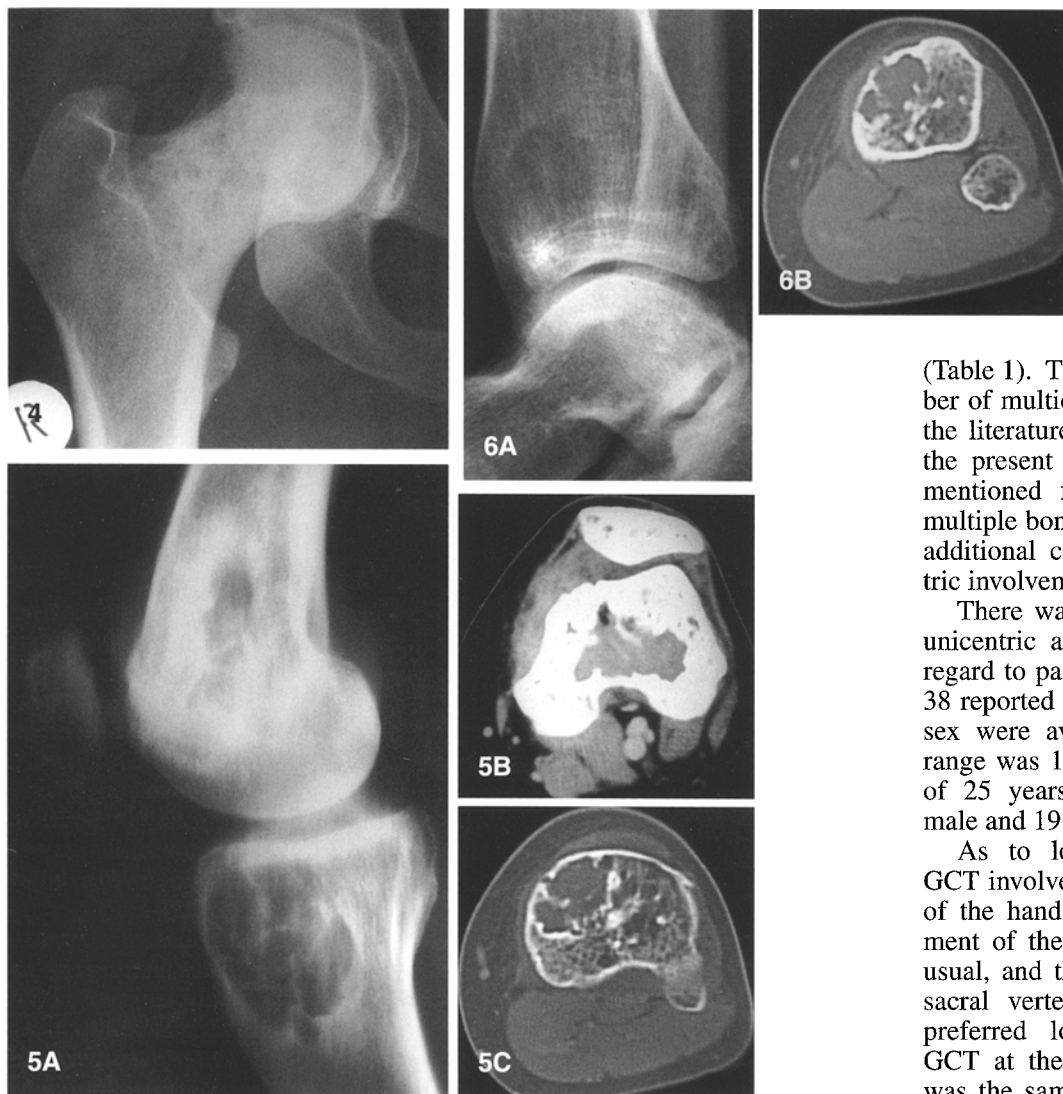 4
R
6A
6B
5A
5B
5C
(Table 1). T
ber of multi
the literature
the present
mentioned
multiple bon
additional c
tric involven
There wa
unicentric a
regard to pa
38 reported
sex were av
range was 1
of 25 years
male and 19
As to lo
GCT involve
of the hand
ment of the
usual, and th
sacral verte
preferred lo
GCT at the
was the sam